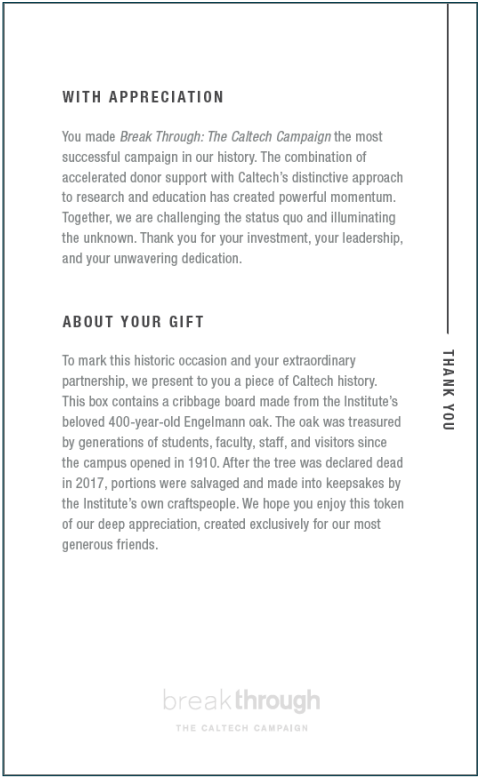 WITH APPRECIATION
You made Break Through: The Caltech Campaign the most
successful campaign in our history. The combination of
accelerated donor support with Caltech’s distinctive approach
to research and education has created powerful momentum.
Together, we are challenging the status quo and illuminating
the unknown. Thank you for your investment, your leadership,
and your unwavering dedication.
ABOUT YOUR GIFT
To mark this historic occasion and your extraordinary
partnership, we present to you a piece of Caltech history.
This box contains a cribbage board made from the Institute’s
beloved 400-year-old Engelmann oak. The oak was treasured
by generations of students, faculty, staff, and visitors since
the campus opened in 1910. After the tree was declared dead
in 2017, portions were salvaged and made into keepsakes by
the Institute’s own craftspeople. We hope you enjoy this token
of our deep appreciation, created exclusively for our most
generous friends.
THANK YOU
breakthrough
THE CALTECH CAMPAIGN